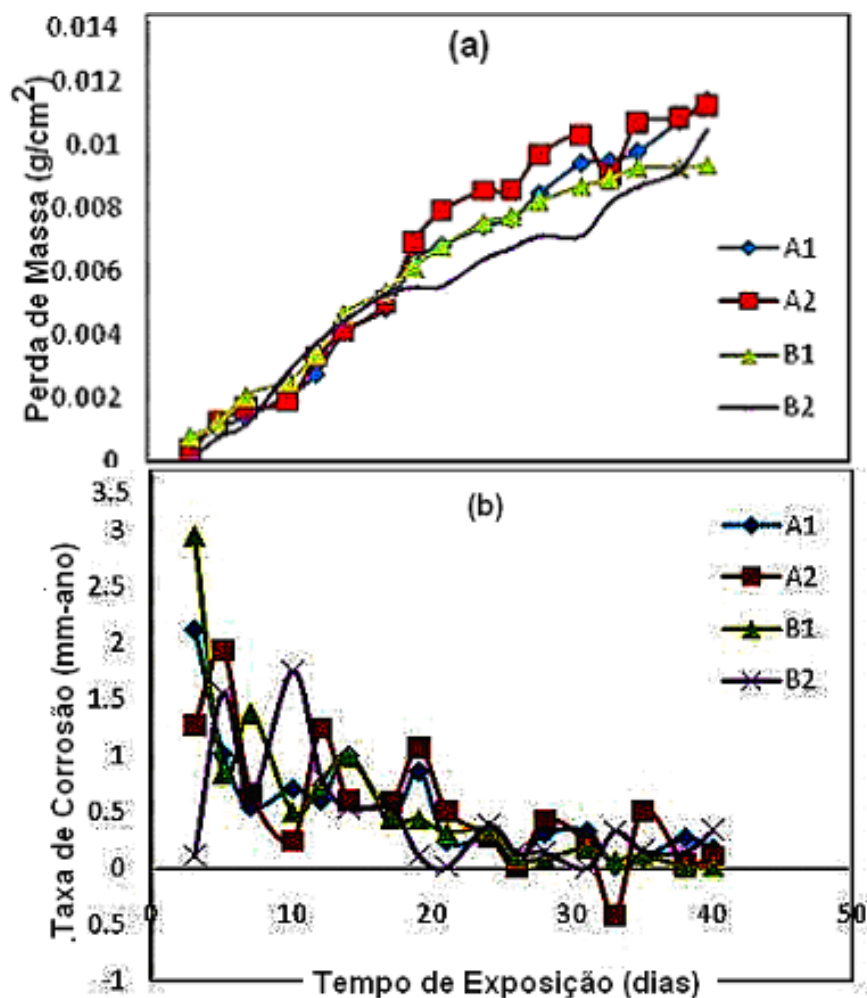 (a)
0.014
0.012
0.01
0.008
0.006
0.004
0.002
0
Perda de Massa (g/cm²)
A1
A2
B1
B2
(b)
3.5
3
2.5
2
1.5
1
0.5
0
0.5
-1
.Taxa de Corrosão (mm-ano)
A1
A2
B1
B2
0 10 20 30 40 50
Tempo de Exposição (dias)